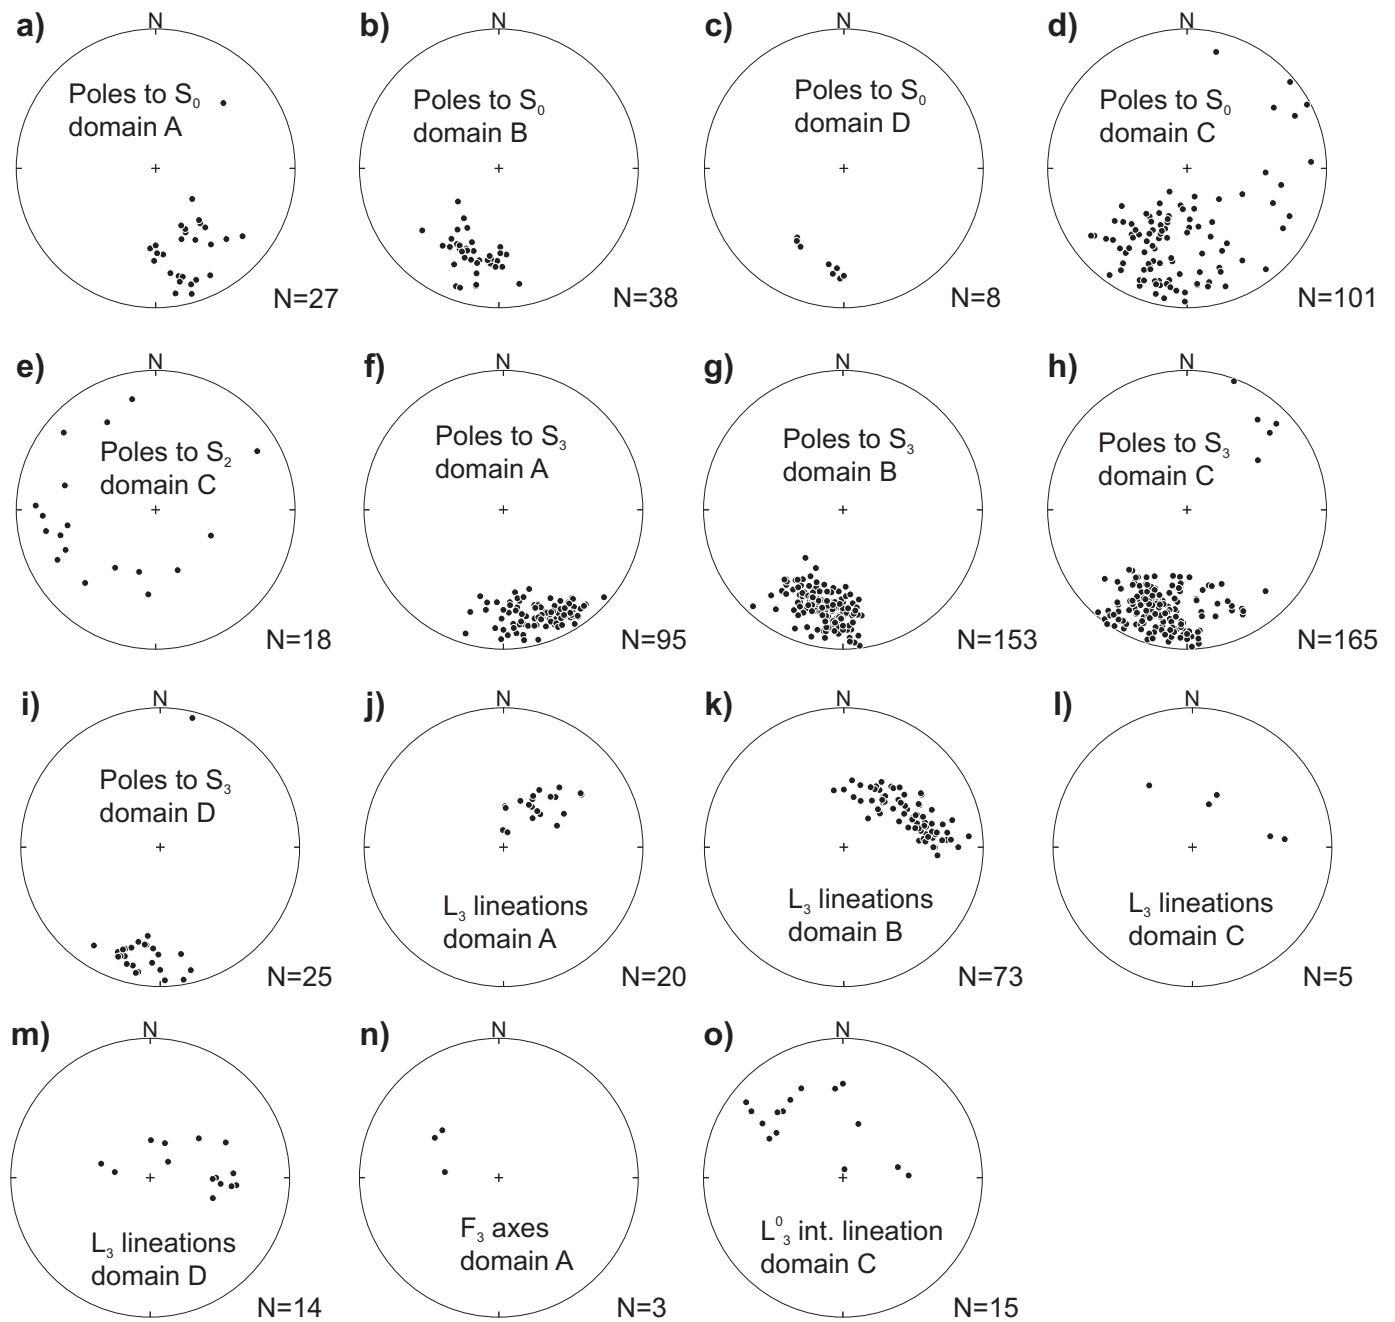 a)
N
Poles to S₀
domain A
N=27
b)
N
Poles to S₀
domain B
N=38
c)
N
Poles to S₀
domain D
N=8
d)
N
Poles to S₀
domain C
N=101
e)
N
Poles to S₂
domain C
N=18
f)
N
Poles to S₃
domain A
N=95
g)
N
Poles to S₃
domain B
N=153
h)
N
Poles to S₃
domain C
N=165
i)
N
Poles to S₃
domain D
N=25
j)
N
L₃ lineations
domain A
N=20
k)
N
L₃ lineations
domain B
N=73
l)
N
L₃ lineations
domain C
N=5
m)
N
L₃ lineations
domain D
N=14
n)
N
F₃ axes
domain A
N=3
o)
N
L⁰₃ int. lineation
domain C
N=15